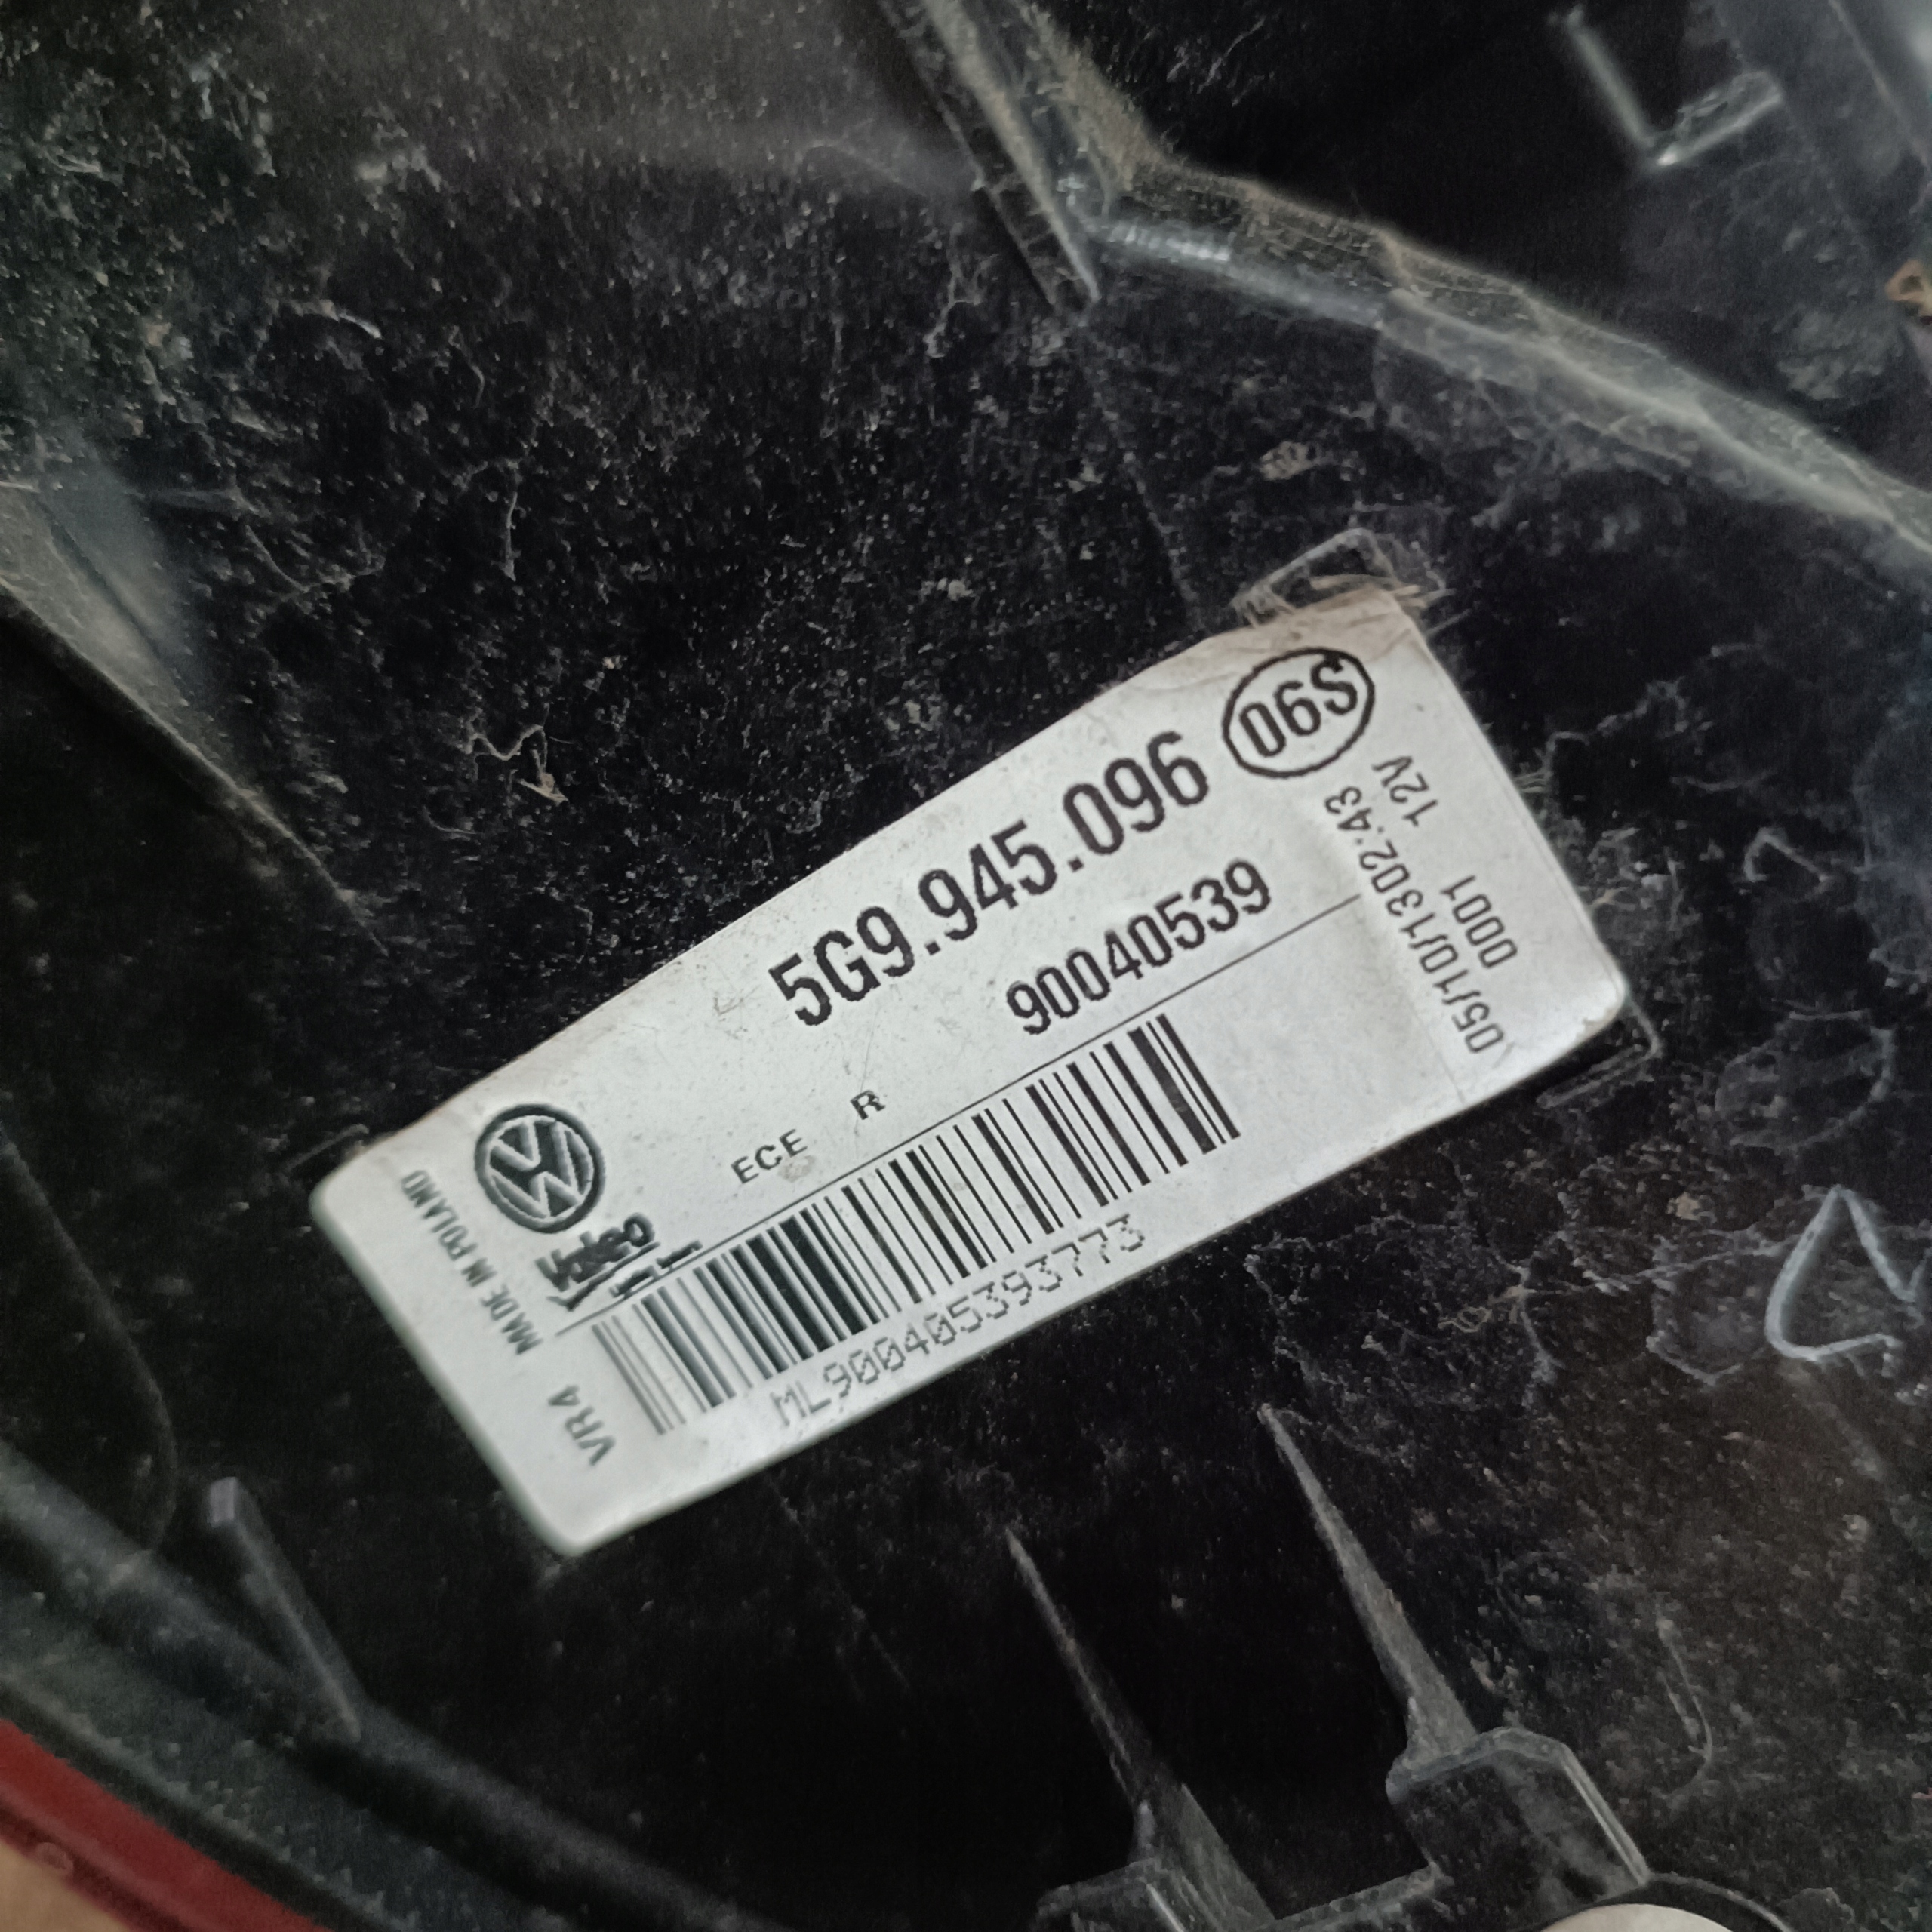 5G9.945.096 06S
90040539
ECE R
Valeo
MADE IN POLAND
VR4
ML900405393773
05/10/1302:43
0001 12V